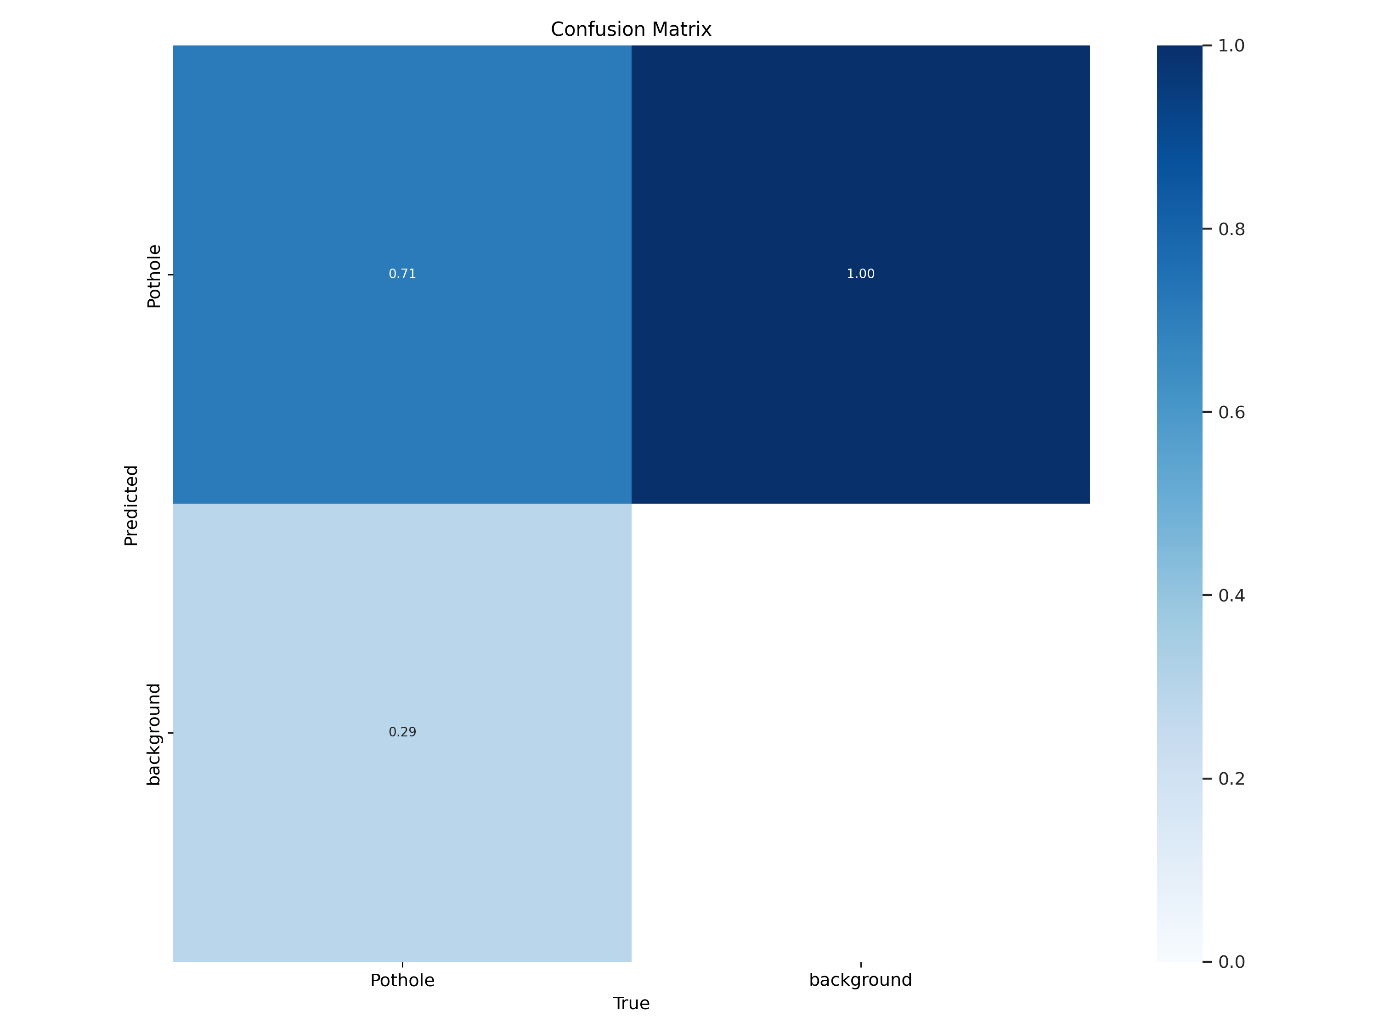 Confusion Matrix
Pothole
background
Predicted
0.71
1.00
0.29
Pothole
background
True
1.0
0.8
0.6
0.4
0.2
0.0